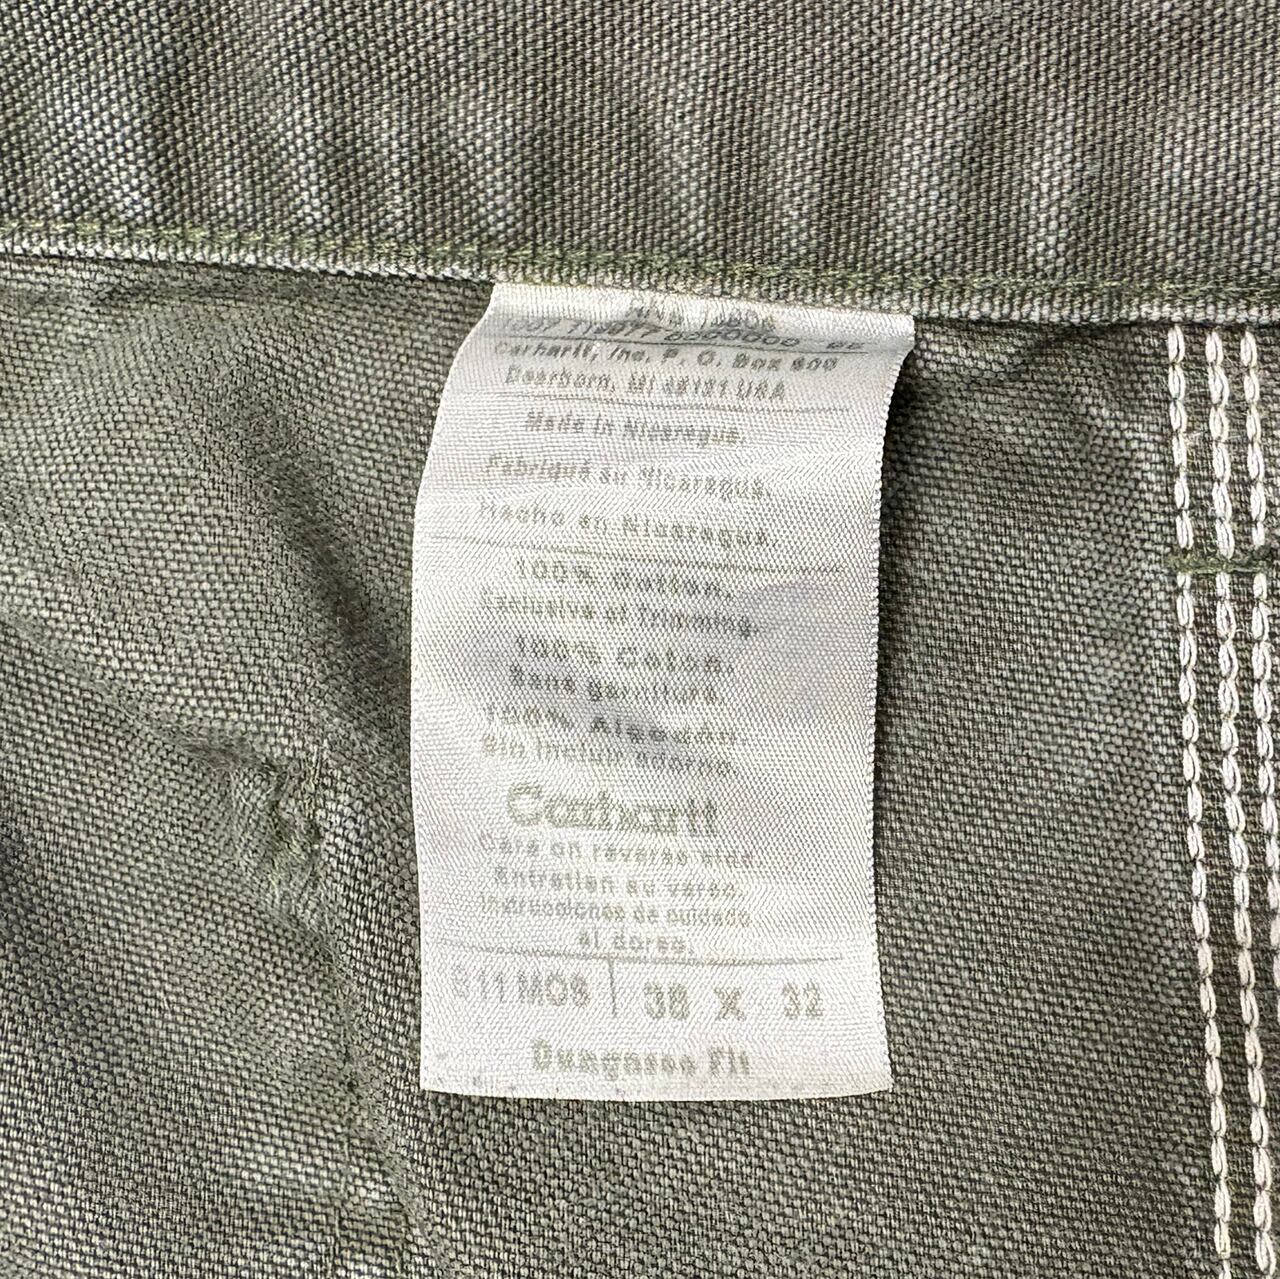 Carhartt, Inc. P. O. Box 600
Dearborn, MI 48121 USA
Made in Nicaragua.
Fabriqué au Nicaragua.
Hecho en Nicaragua.
100% Cotton.
Exclusive of Trimming.
100% Coton.
Sans garniture.
100% Algodón.
Sin incluir adorno.
Carhartt
Care on reverse side.
Entretien au verso.
Instrucciones de cuidado
al dorso.
B11 MOS 38 X 32
Dungaree Fit